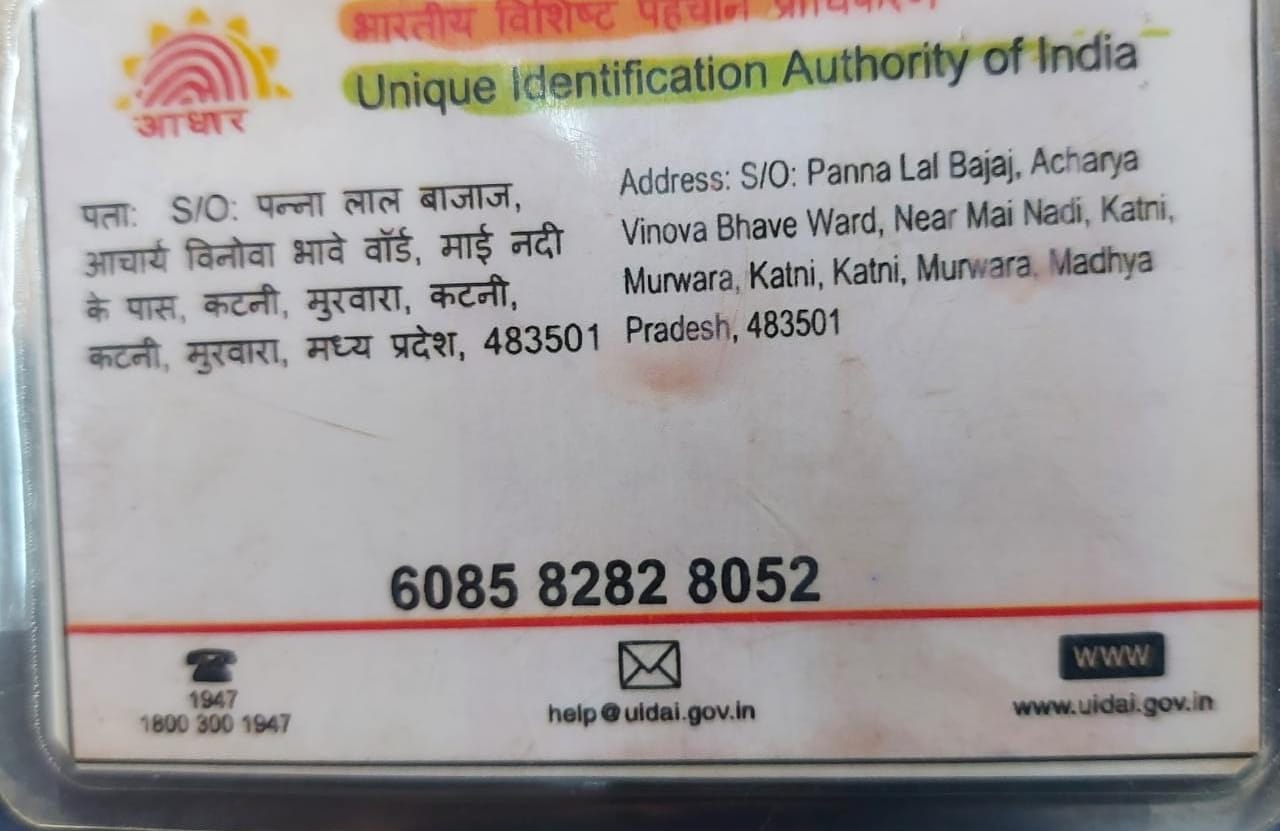 भारतीय विशिष्ट पहचान प्राधिकरण
Unique Identification Authority of India
आधार
पता: S/O: पन्ना लाल बाजाज,
आचार्य विनोवा भावे वॉर्ड, माई नदी
के पास, कटनी, मुरवारा, कटनी,
कटनी, मुरवारा, मध्य प्रदेश, 483501
Address: S/O: Panna Lal Bajaj, Acharya
Vinova Bhave Ward, Near Mai Nadi, Katni,
Murwara, Katni, Katni, Murwara, Madhya
Pradesh, 483501
6085 8282 8052
1947
1800 300 1947
help@uidai.gov.in
www
www.uidai.gov.in